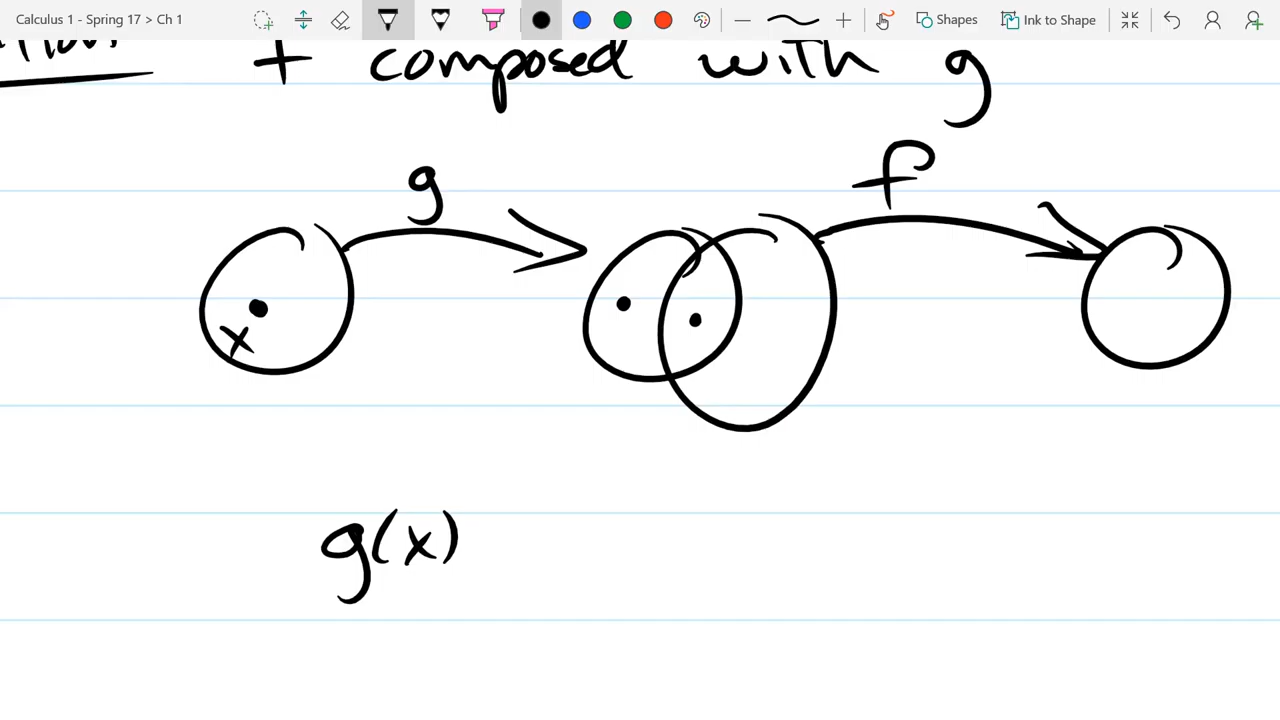 Calculus 1 - Spring 17 > Ch 1
Shapes
Ink to Shape
f composed with g
g
f
x
g(x)